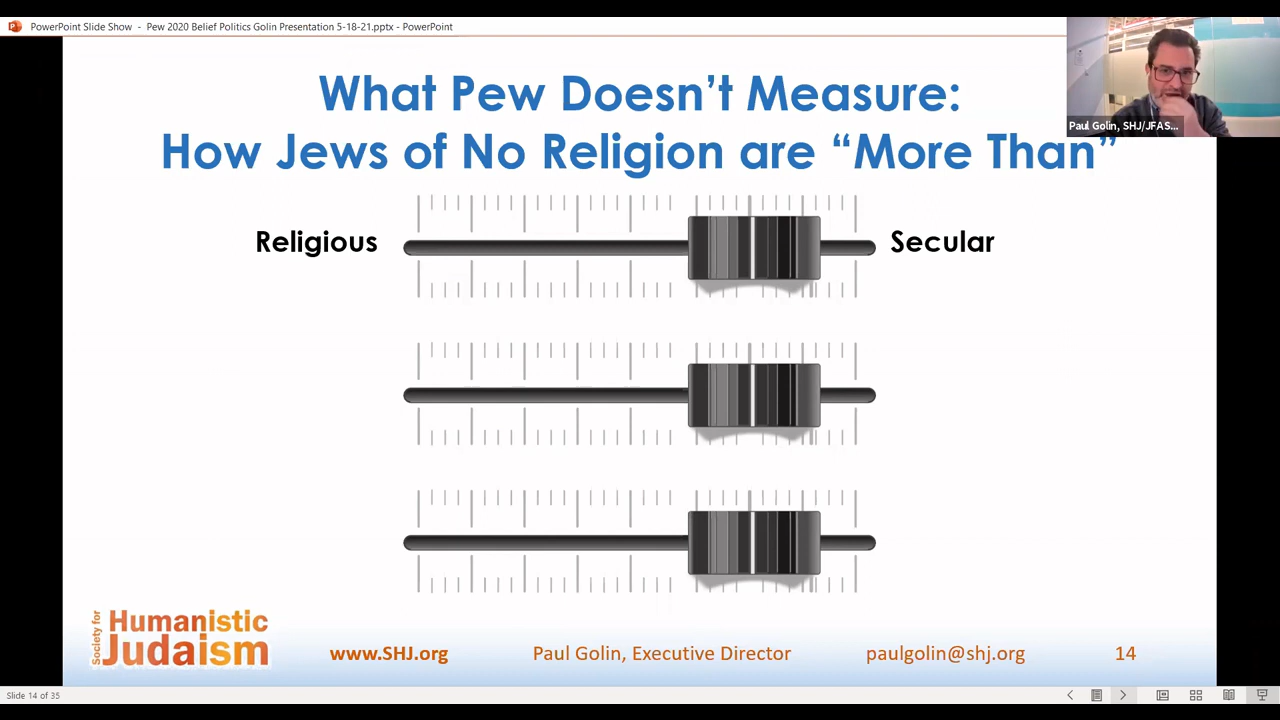 PowerPoint Slide Show - Pew 2020 Belief Politics Golin Presentation 5-18-21.pptx - PowerPoint
Paul Golin, SHJ/JFAS...
What Pew Doesn’t Measure:
How Jews of No Religion are “More Than”
Religious
Secular
Society for
Humanistic
Judaism
www.SHJ.org
Paul Golin, Executive Director
paulgolin@shj.org
14
Slide 14 of 35